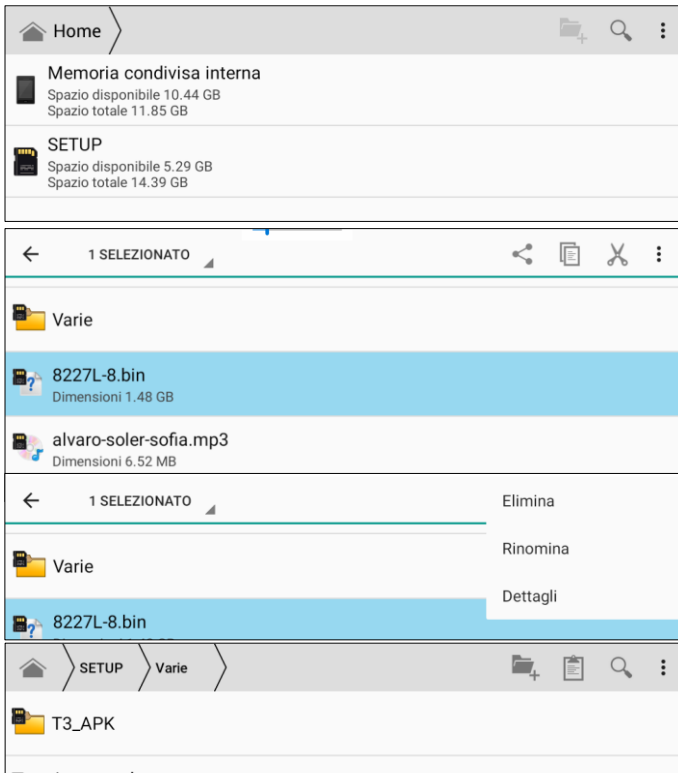 Home
Memoria condivisa interna
Spazio disponibile 10.44 GB
Spazio totale 11.85 GB
SETUP
Spazio disponibile 5.29 GB
Spazio totale 14.39 GB
1 SELEZIONATO
Varie
8227L-8.bin
Dimensioni 1.48 GB
alvaro-soler-sofia.mp3
Dimensioni 6.52 MB
1 SELEZIONATO
Elimina
Rinomina
Varie
Dettagli
8227L-8.bin
SETUP Varie
T3_APK